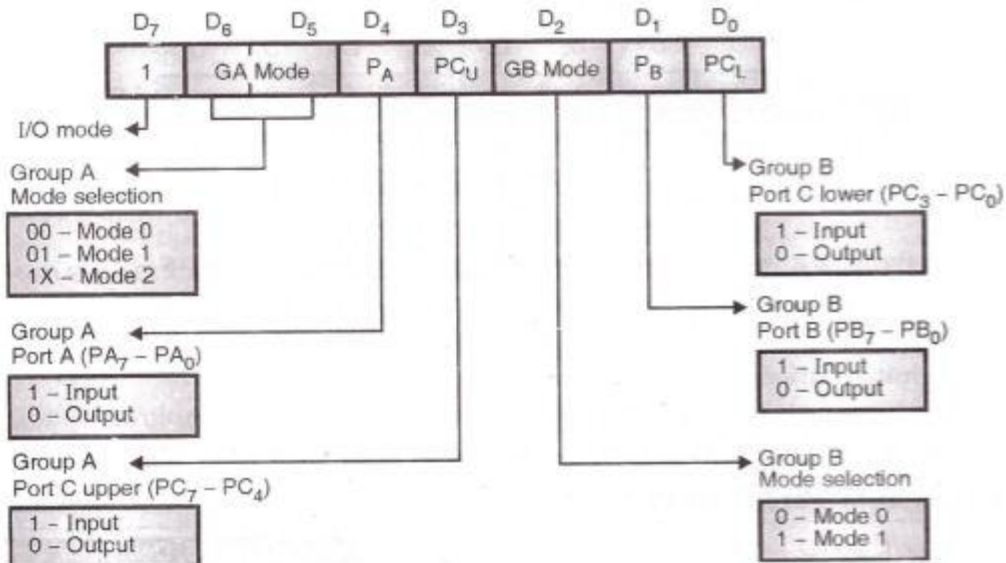 D7 D6 D5 D4 D3 D2 D1 D0
1 GA Mode PA PCU GB Mode PB PCL
I/O mode
Group A
Mode selection
00 – Mode 0
01 – Mode 1
1X – Mode 2
Group A
Port A (PA7 – PA0)
1 – Input
0 – Output
Group A
Port C upper (PC7 – PC4)
1 – Input
0 – Output
Group B
Port C lower (PC3 – PC0)
1 – Input
0 – Output
Group B
Port B (PB7 – PB0)
1 – Input
0 – Output
Group B
Mode selection
0 – Mode 0
1 – Mode 1